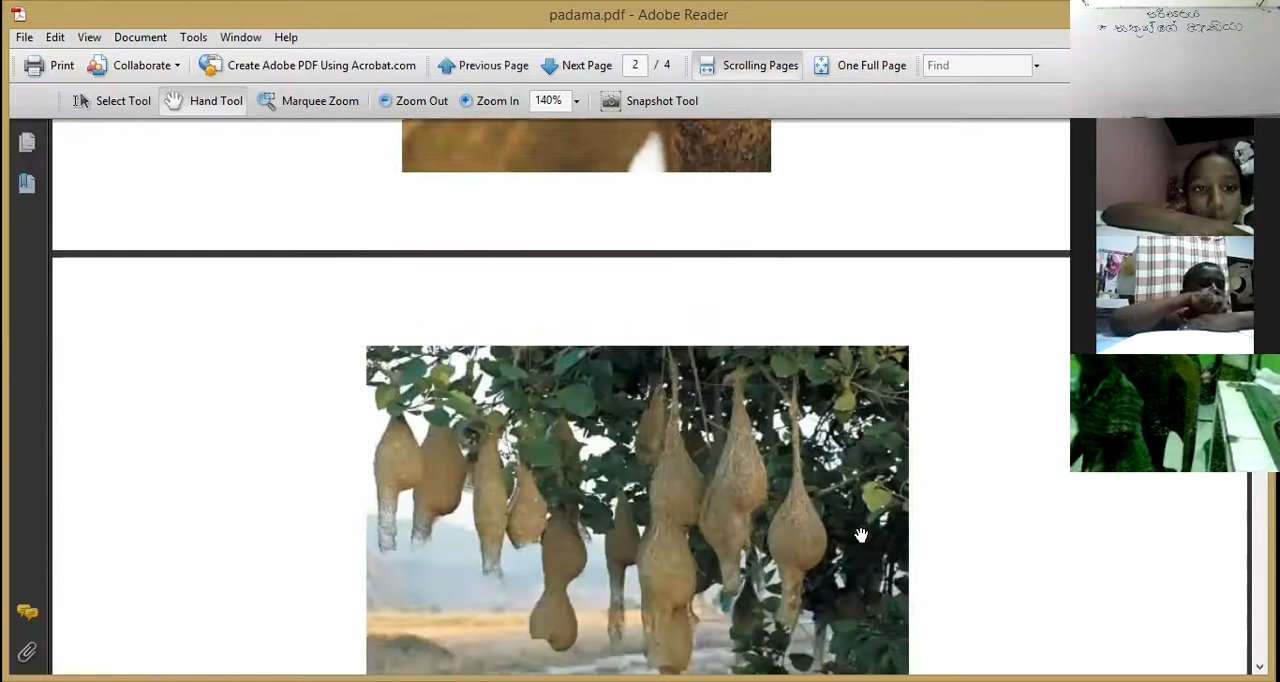 padama.pdf - Adobe Reader
File Edit View Document Tools Window Help
Print Collaborate Create Adobe PDF Using Acrobat.com Previous Page Next Page 2 / 4 Scrolling Pages One Full Page Find
Select Tool Hand Tool Marquee Zoom Zoom Out Zoom In 140% Snapshot Tool
පරිසරය